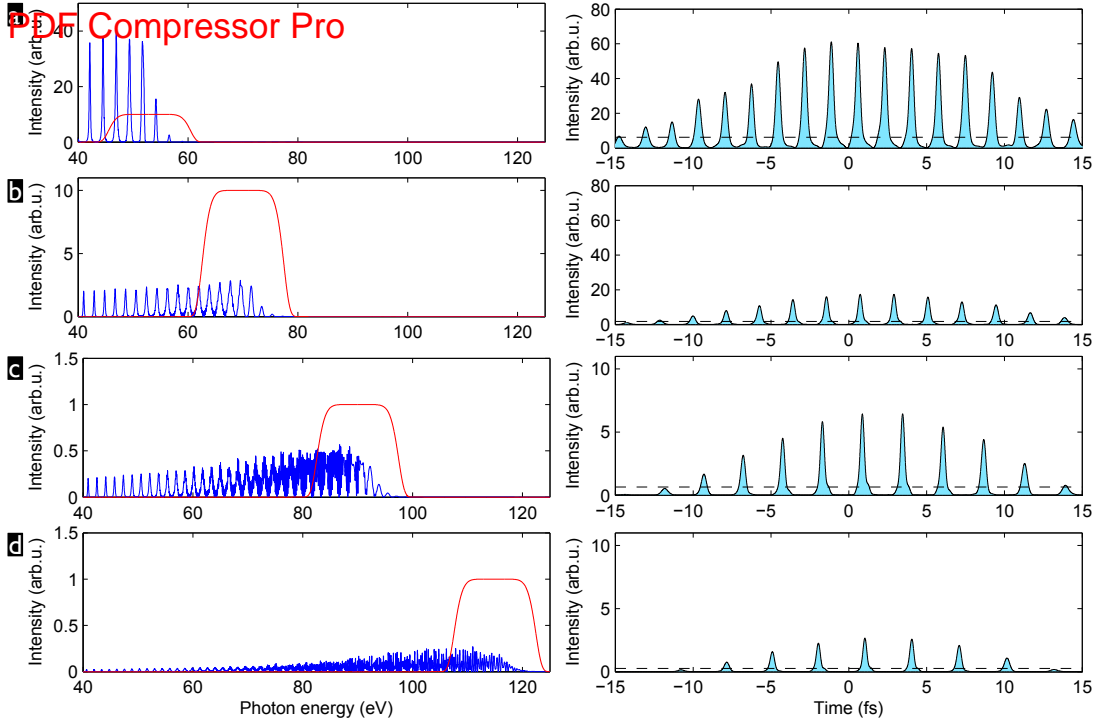 PDF Compressor Pro
a
Intensity (arb.u.)
40
20
0
40 60 80 100 120
Intensity (arb.u.)
80
60
40
20
0
−15 −10 −5 0 5 10 15
b
Intensity (arb.u.)
10
5
0
40 60 80 100 120
Intensity (arb.u.)
80
60
40
20
0
−15 −10 −5 0 5 10 15
c
Intensity (arb.u.)
1.5
1
0.5
0
40 60 80 100 120
Intensity (arb.u.)
10
5
0
−15 −10 −5 0 5 10 15
d
Intensity (arb.u.)
1.5
1
0.5
0
40 60 80 100 120
Photon energy (eV)
Intensity (arb.u.)
10
5
0
−15 −10 −5 0 5 10 15
Time (fs)